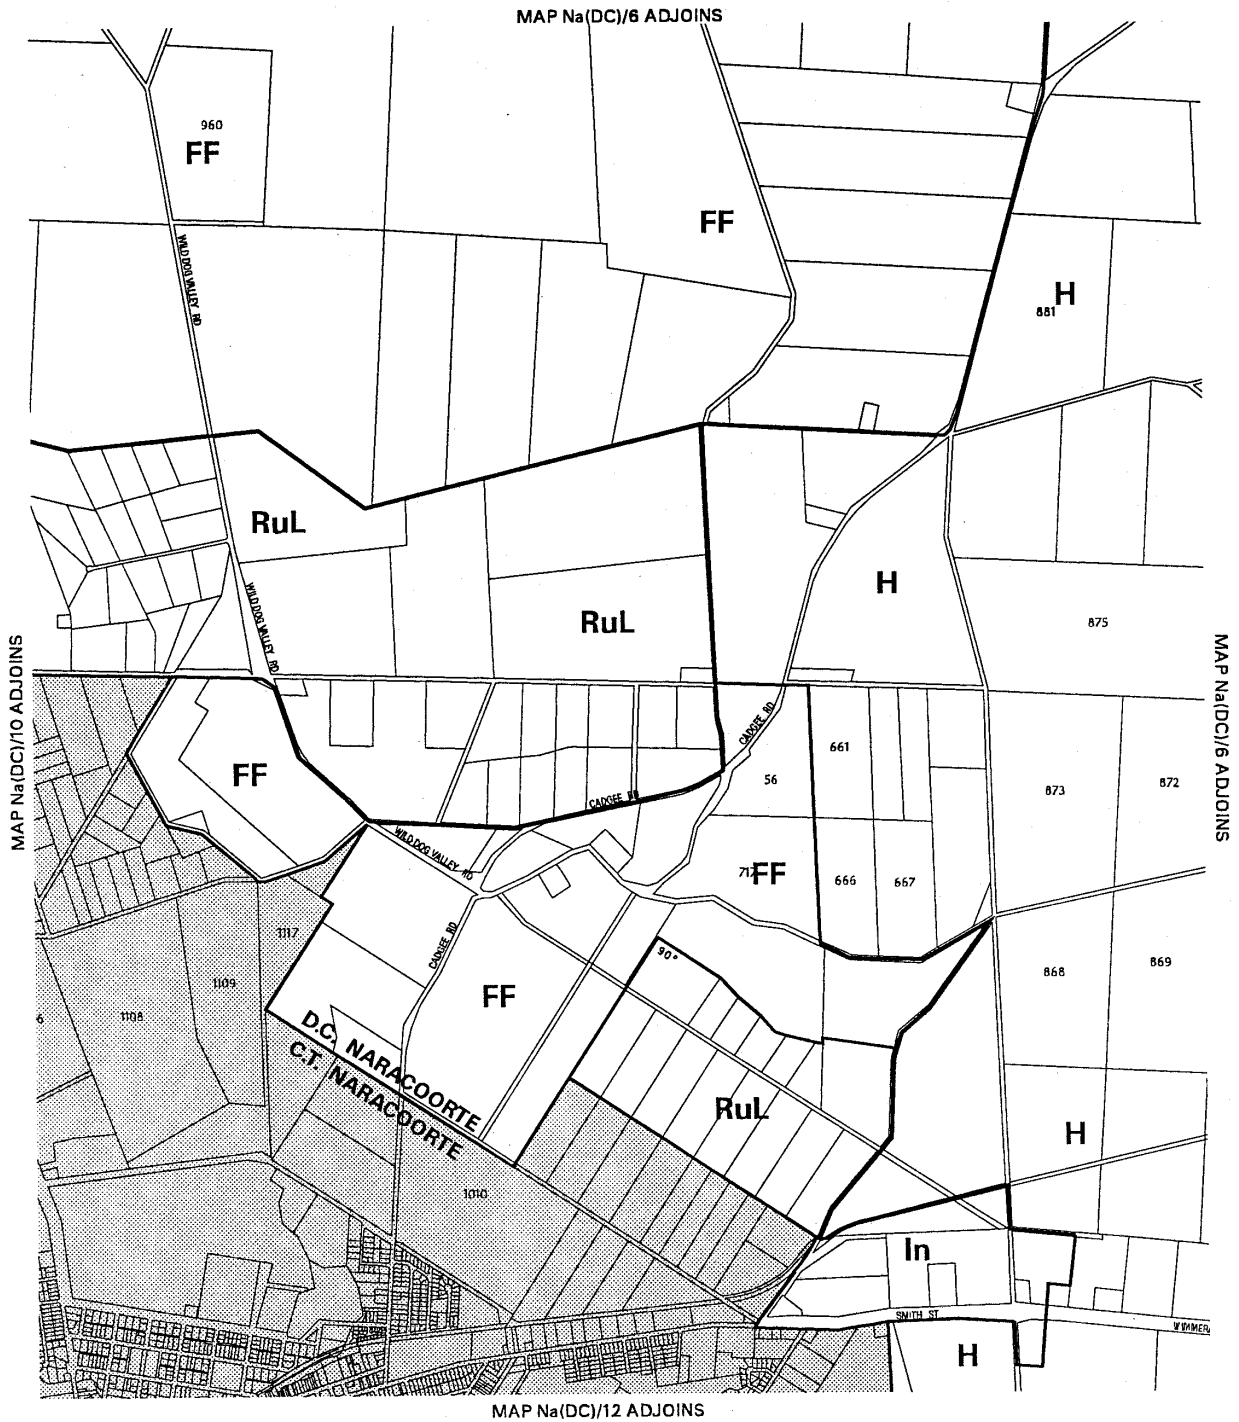 MAP Na(DC)/6 ADJOINS
960
FF
FF
WILD DOG VALLEY RD
H
881
RuL
H
WILD DOG VALLEY RD
RuL
875
MAP Na(DC)/10 ADJOINS
MAP Na(DC)/6 ADJOINS
CADGEE RD
661
FF
56
873
872
CADGEE RD
WILD DOG VALLEY RD
717
FF
666
667
1117
CADGEE RD
90°
868
869
1109
FF
6
1108
D.C. NARACOORTE
C.T. NARACOORTE
RuL
H
1010
In
SMITH ST
WIMMERA
H
MAP Na(DC)/12 ADJOINS